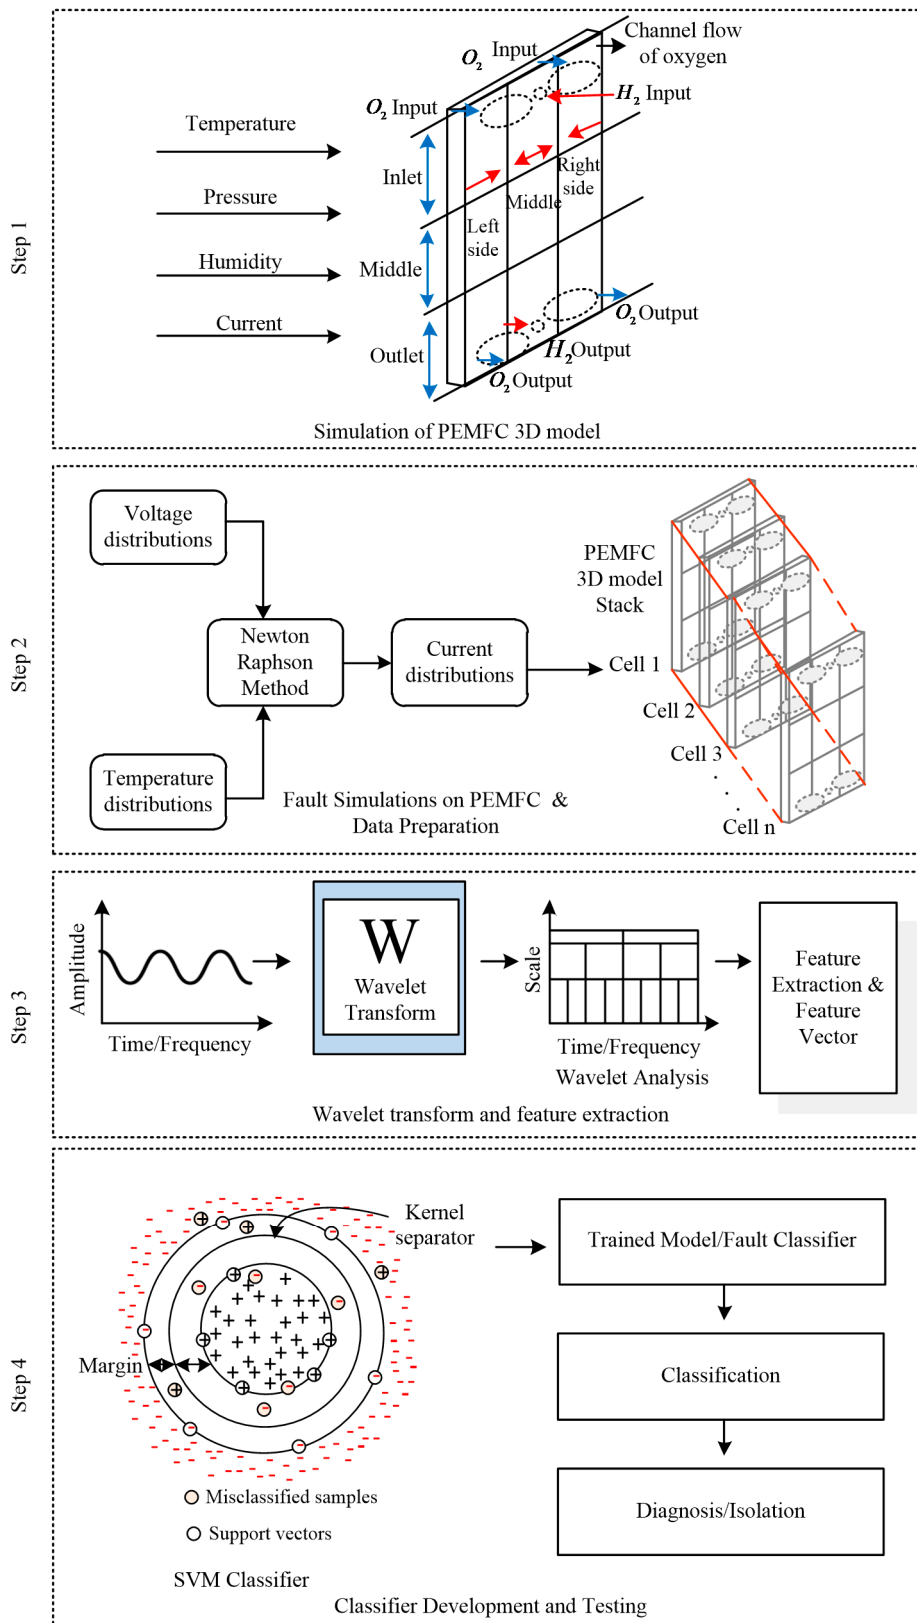 Step 1
Temperature
Pressure
Humidity
Current
O₂ Input
O₂ Input
Channel flow
of oxygen
H₂ Input
Inlet
Middle
Outlet
Left
side
Middle
Right
side
O₂ Output
H₂ Output
O₂ Output
Simulation of PEMFC 3D model
Step 2
Voltage
distributions
Newton
Raphson
Method
Temperature
distributions
Current
distributions
PEMFC
3D model
Stack
Cell 1
Cell 2
Cell 3
Cell n
Fault Simulations on PEMFC &
Data Preparation
Step 3
Amplitude
Time/Frequency
W
Wavelet
Transform
Scale
Time/Frequency
Wavelet Analysis
Feature
Extraction &
Feature
Vector
Wavelet transform and feature extraction
Step 4
Kernel
separator
Margin
Misclassified samples
Support vectors
SVM Classifier
Trained Model/Fault Classifier
Classification
Diagnosis/Isolation
Classifier Development and Testing